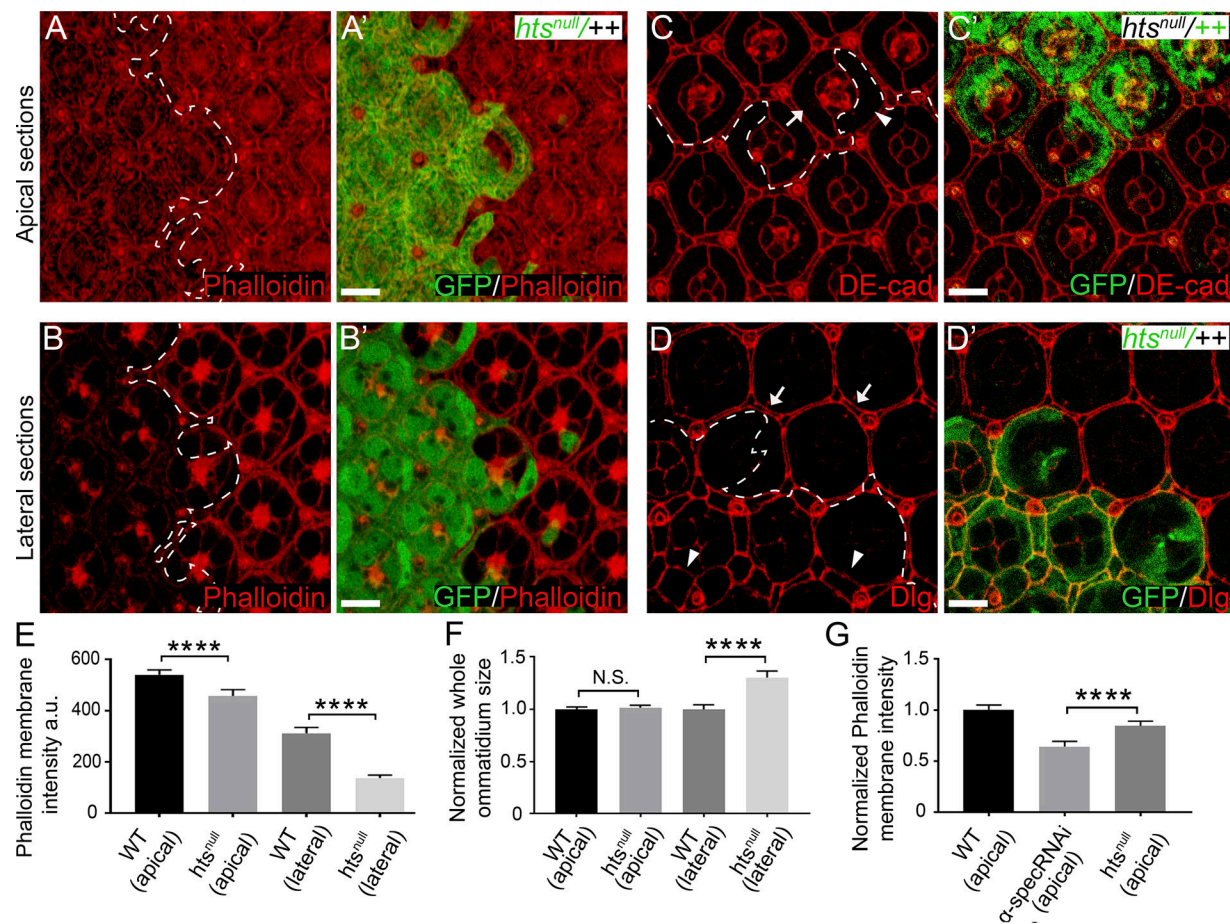 Apical sections
A
Phalloidin
A'
hts^null/++
GFP/Phalloidin
C
DE-cad
C'
hts^null/++
GFP/DE-cad
Lateral sections
B
Phalloidin
B'
GFP/Phalloidin
D
Dlg
D'
hts^null/++
GFP/Dlg
E
Phalloidin membrane
intensity a.u.
600
400
200
0
****
****
WT
(apical)
hts^null
(apical)
WT
(lateral)
hts^null
(lateral)
F
Normalized whole
ommatidium size
1.5
1.0
0.5
0
N.S.
****
WT
(apical)
hts^null
(apical)
WT
(lateral)
hts^null
(lateral)
G
Normalized Phalloidin
membrane intensity
1.5
1.0
0.5
0
****
WT
(apical)
α-specRNAi
(apical)
hts^null
(apical)